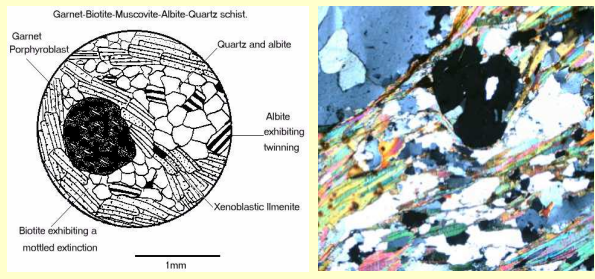 Garnet-Biotite-Muscovite-Albite-Quartz schist.
Garnet
Porphyroblast
Quartz and albite
Albite
exhibiting
twinning
Xenoblastic Ilmenite
Biotite exhibiting a
mottled extinction
1mm